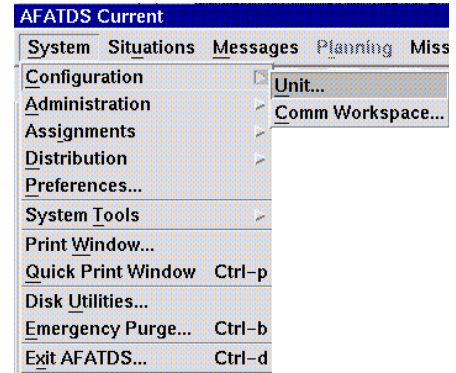 AFATDS Current
System Situations Messages Planning Miss
Configuration
Unit...
Administration
Comm Workspace...
Assignments
Distribution
Preferences...
System Tools
Print Window...
Quick Print Window Ctrl-p
Disk Utilities...
Emergency Purge... Ctrl-b
Exit AFATDS... Ctrl-d